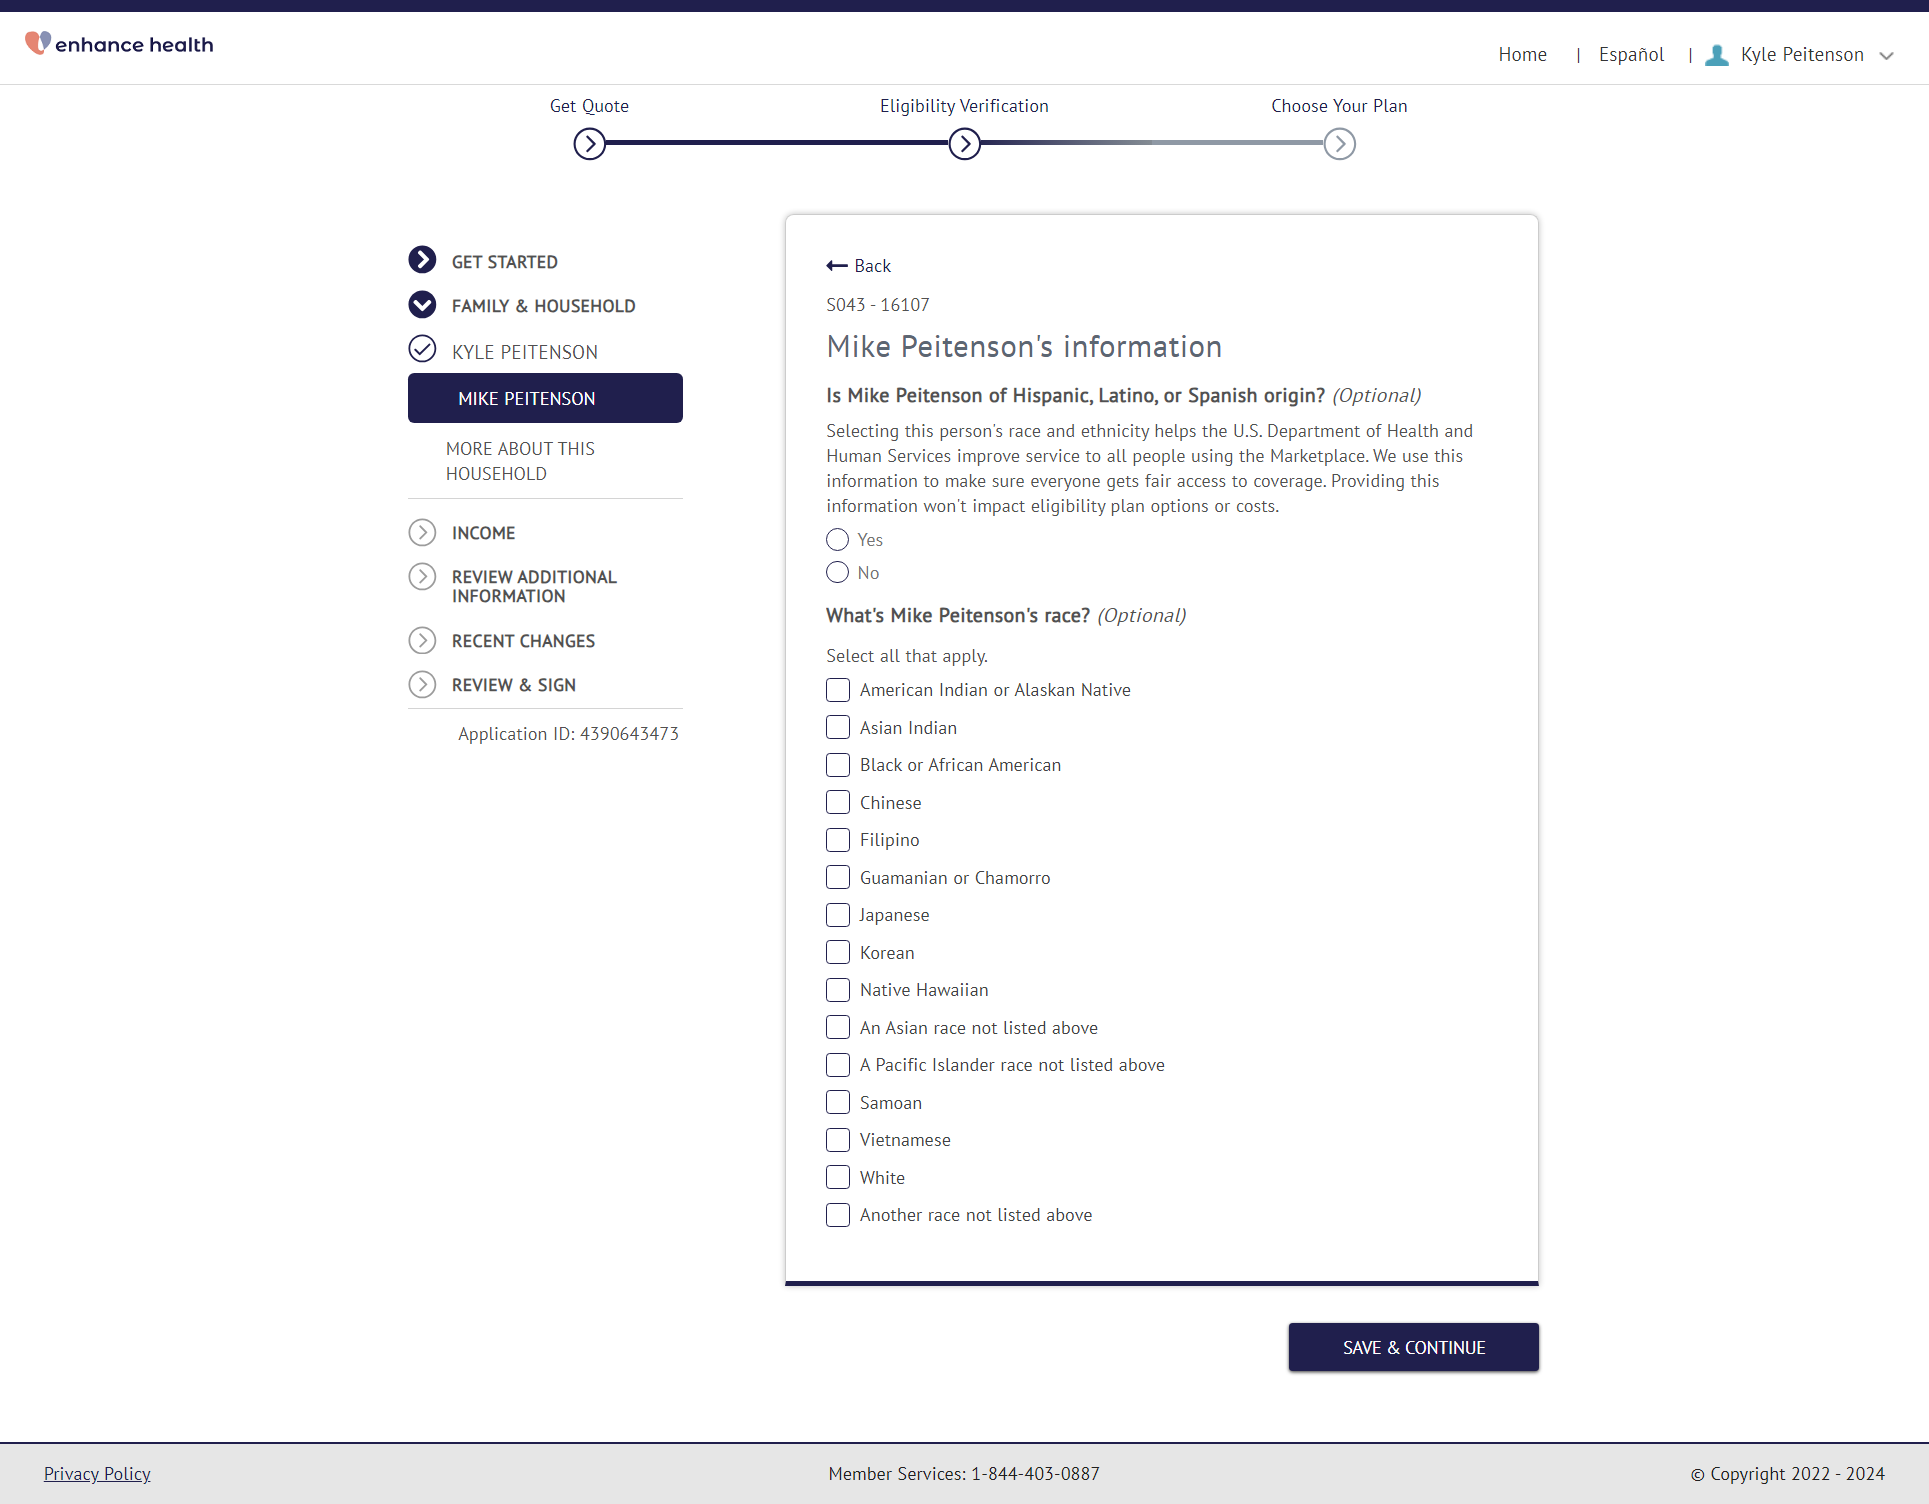 enhance health
Home | Español | Kyle Peitenson
Get Quote
Eligibility Verification
Choose Your Plan
GET STARTED
FAMILY & HOUSEHOLD
KYLE PEITENSON
MIKE PEITENSON
MORE ABOUT THIS
HOUSEHOLD
INCOME
REVIEW ADDITIONAL
INFORMATION
RECENT CHANGES
REVIEW & SIGN
Application ID: 4390643473
Back
S043 - 16107
Mike Peitenson's information
Is Mike Peitenson of Hispanic, Latino, or Spanish origin? (Optional)
Selecting this person's race and ethnicity helps the U.S. Department of Health and
Human Services improve service to all people using the Marketplace. We use this
information to make sure everyone gets fair access to coverage. Providing this
information won't impact eligibility plan options or costs.
Yes
No
What's Mike Peitenson's race? (Optional)
Select all that apply.
American Indian or Alaskan Native
Asian Indian
Black or African American
Chinese
Filipino
Guamanian or Chamorro
Japanese
Korean
Native Hawaiian
An Asian race not listed above
A Pacific Islander race not listed above
Samoan
Vietnamese
White
Another race not listed above
SAVE & CONTINUE
Privacy Policy
Member Services: 1-844-403-0887
© Copyright 2022 - 2024